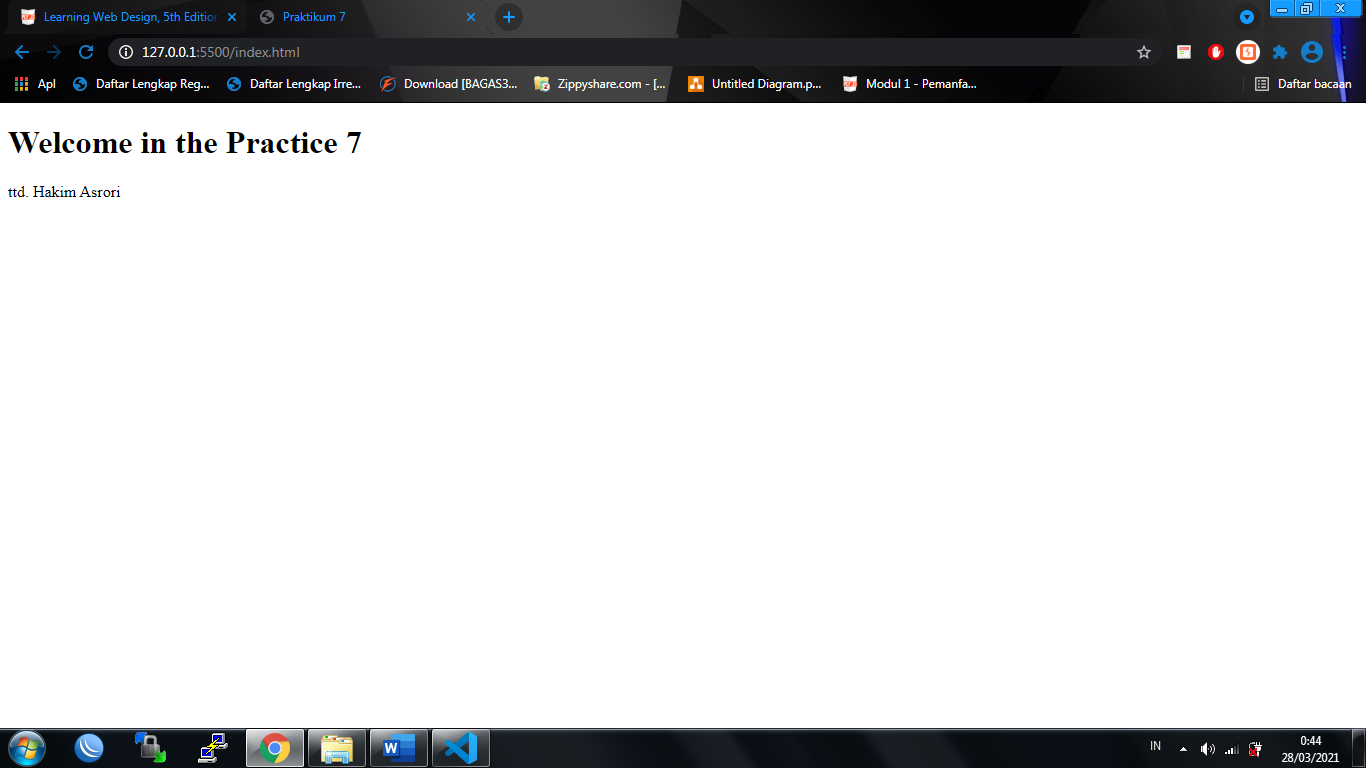 Learning Web Design, 5th Edition
Praktikum 7
127.0.0.1:5500/index.html
Apl
Daftar Lengkap Reg...
Daftar Lengkap Irre...
Download [BAGAS3...
Zippyshare.com - [...
Untitled Diagram.p...
Modul 1 - Pemanfa...
Daftar bacaan
Welcome in the Practice 7
ttd. Hakim Asrori
W
IN
0:44
28/03/2021